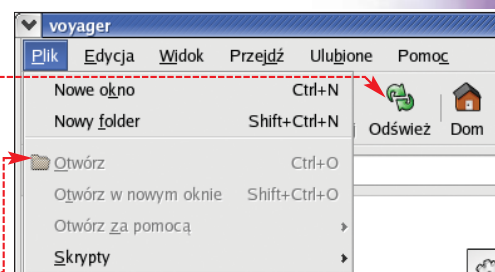 voyager
Plik Edycja Widok Przejdź Ulubione Pomoc
Nowe okno Ctrl+N
Nowy folder Shift+Ctrl+N
Odśwież Dom
Otwórz Ctrl+O
Otwórz w nowym oknie Shift+Ctrl+O
Otwórz za pomocą
Skrypty